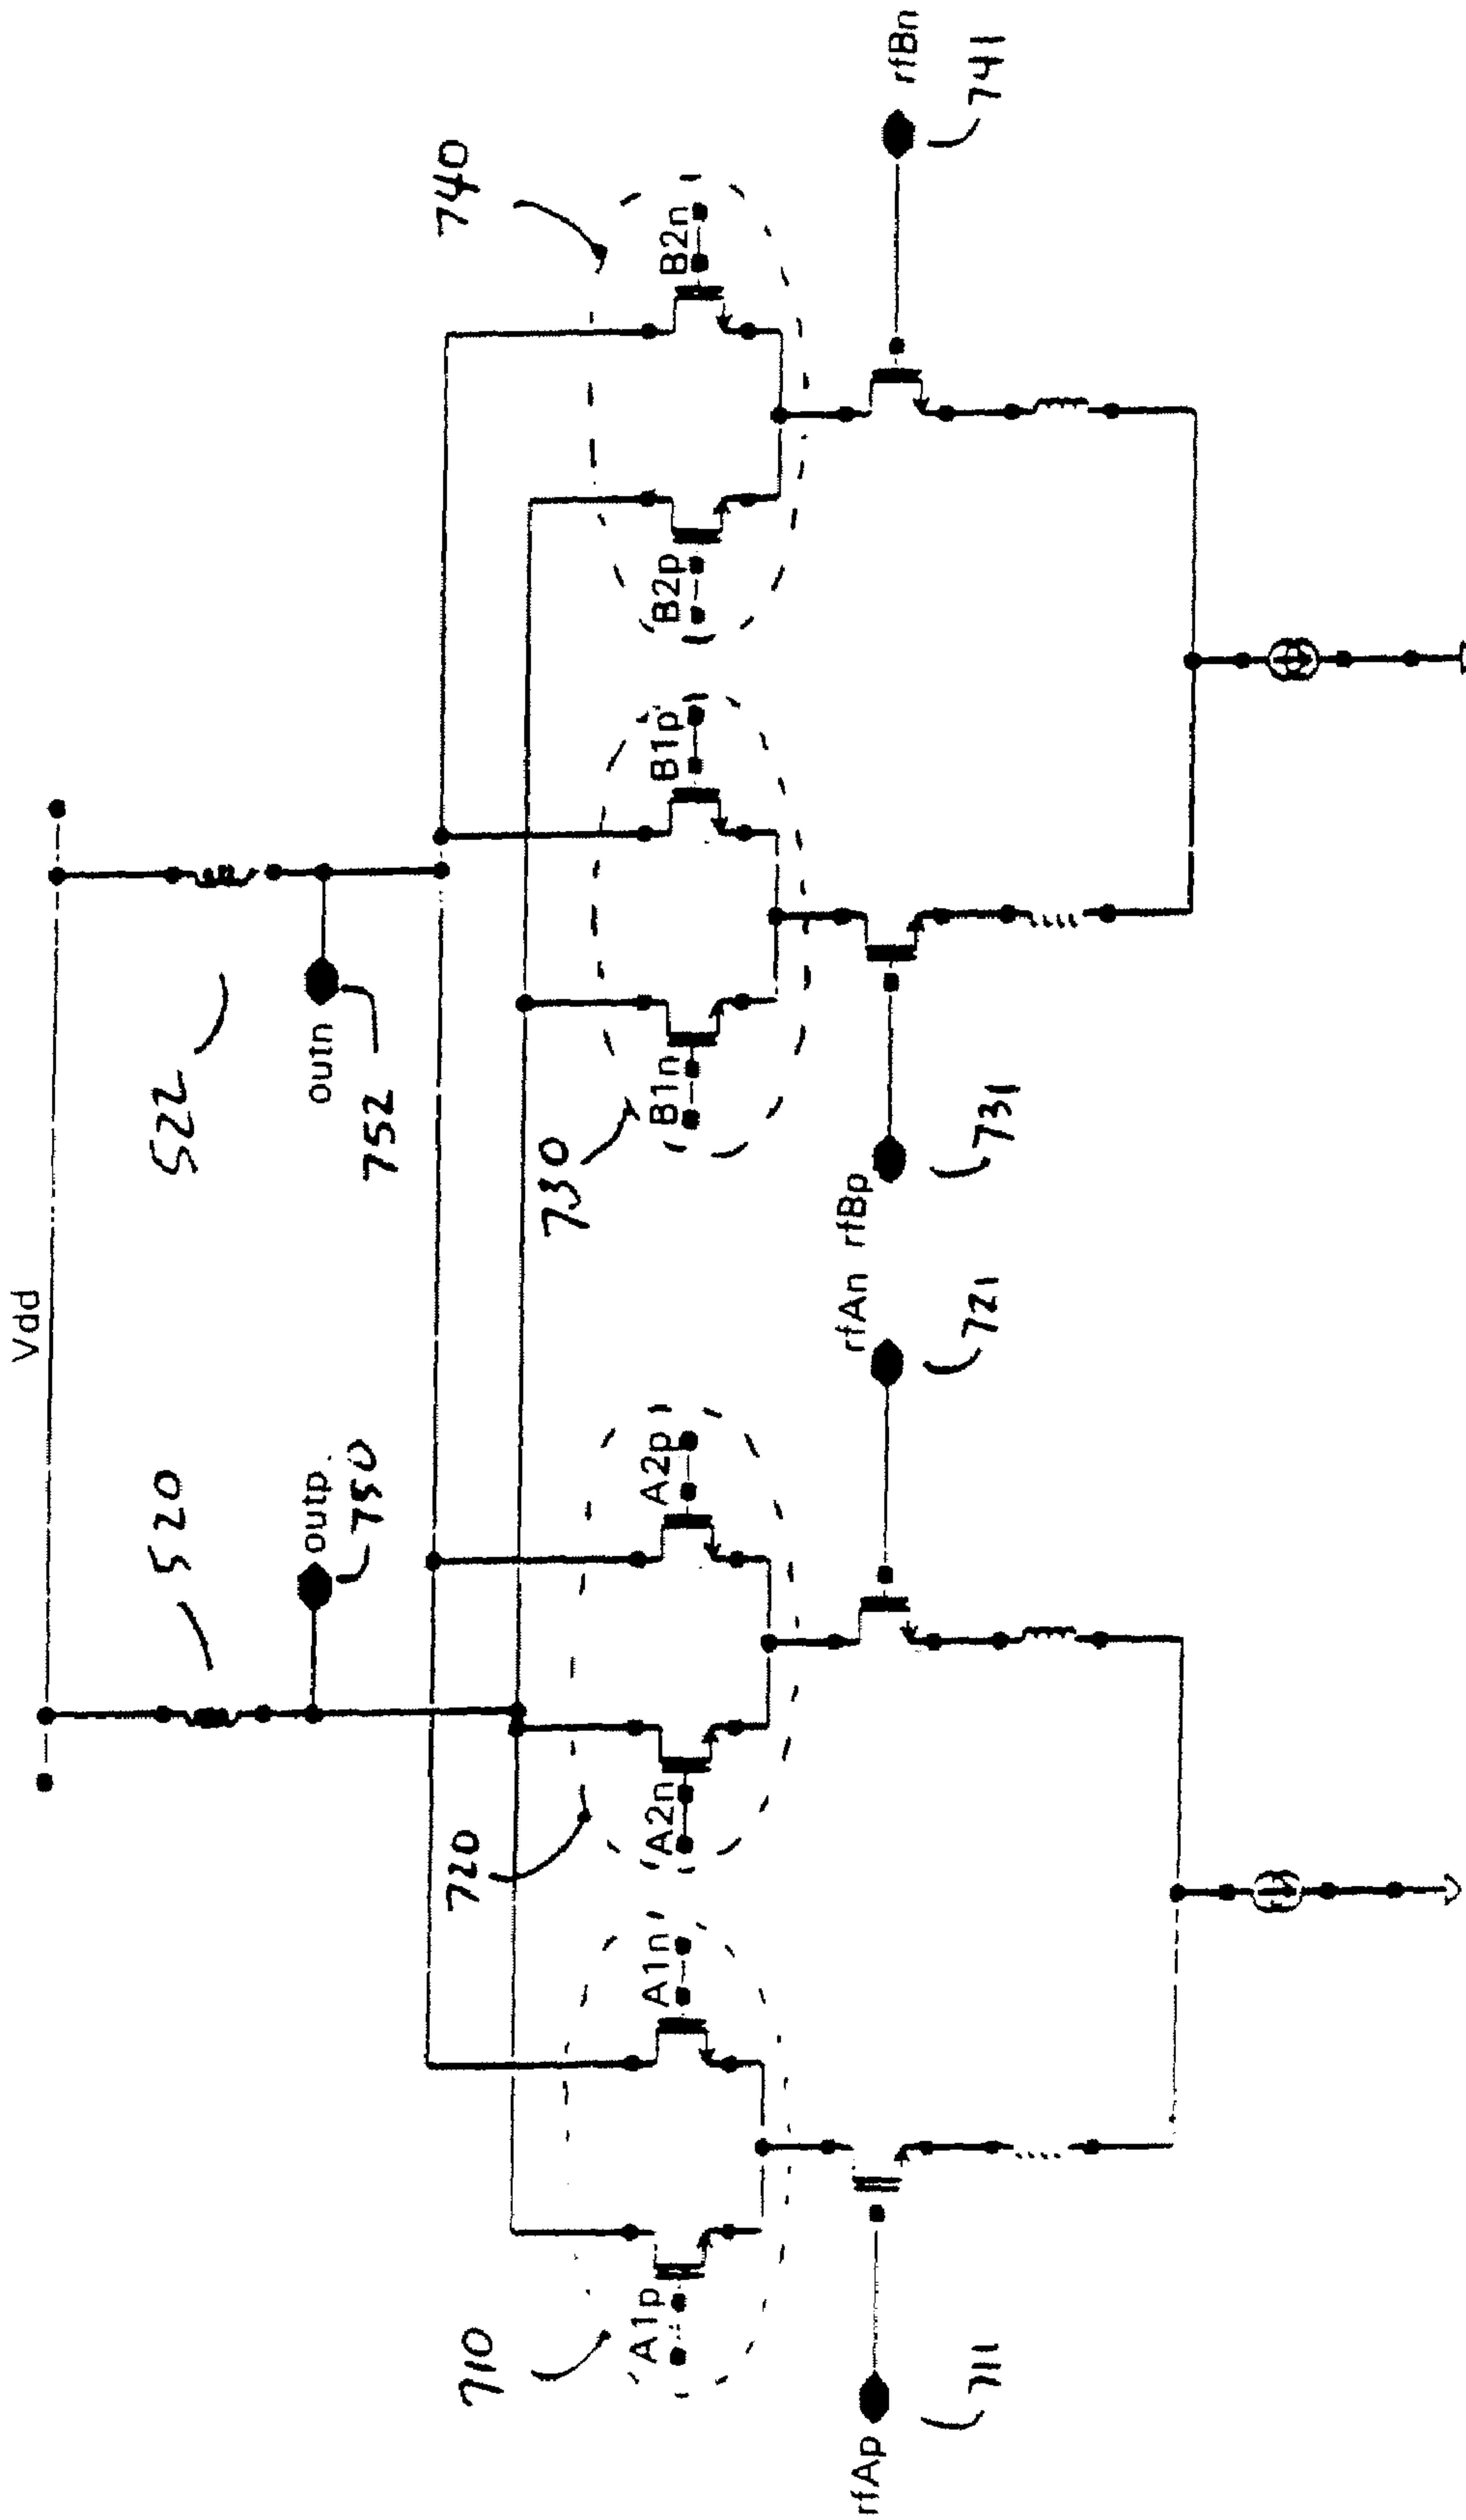 Vdd
520
522
outp
750
outn
752
710
720
730
740
A1p
A1n
A2n
A2p
B1n
B1p
B2p
B2n
rfAp
rfAn rfBp
rfBn
711
721
731
741